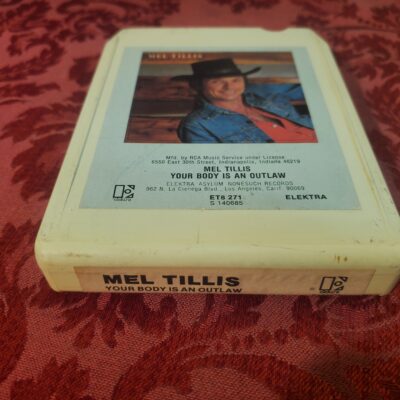 MEL TILLIS
Mfd. by RCA Music Service under License
6550 East 30th Street, Indianapolis, Indiana 46219
MEL TILLIS
YOUR BODY IS AN OUTLAW
ELEKTRA/ASYLUM/NONESUCH RECORDS
962 N. La Cienega Blvd., Los Angeles, Calif. 90069
ET8 271
ELEKTRA
S 140685
MEL TILLIS
YOUR BODY IS AN OUTLAW